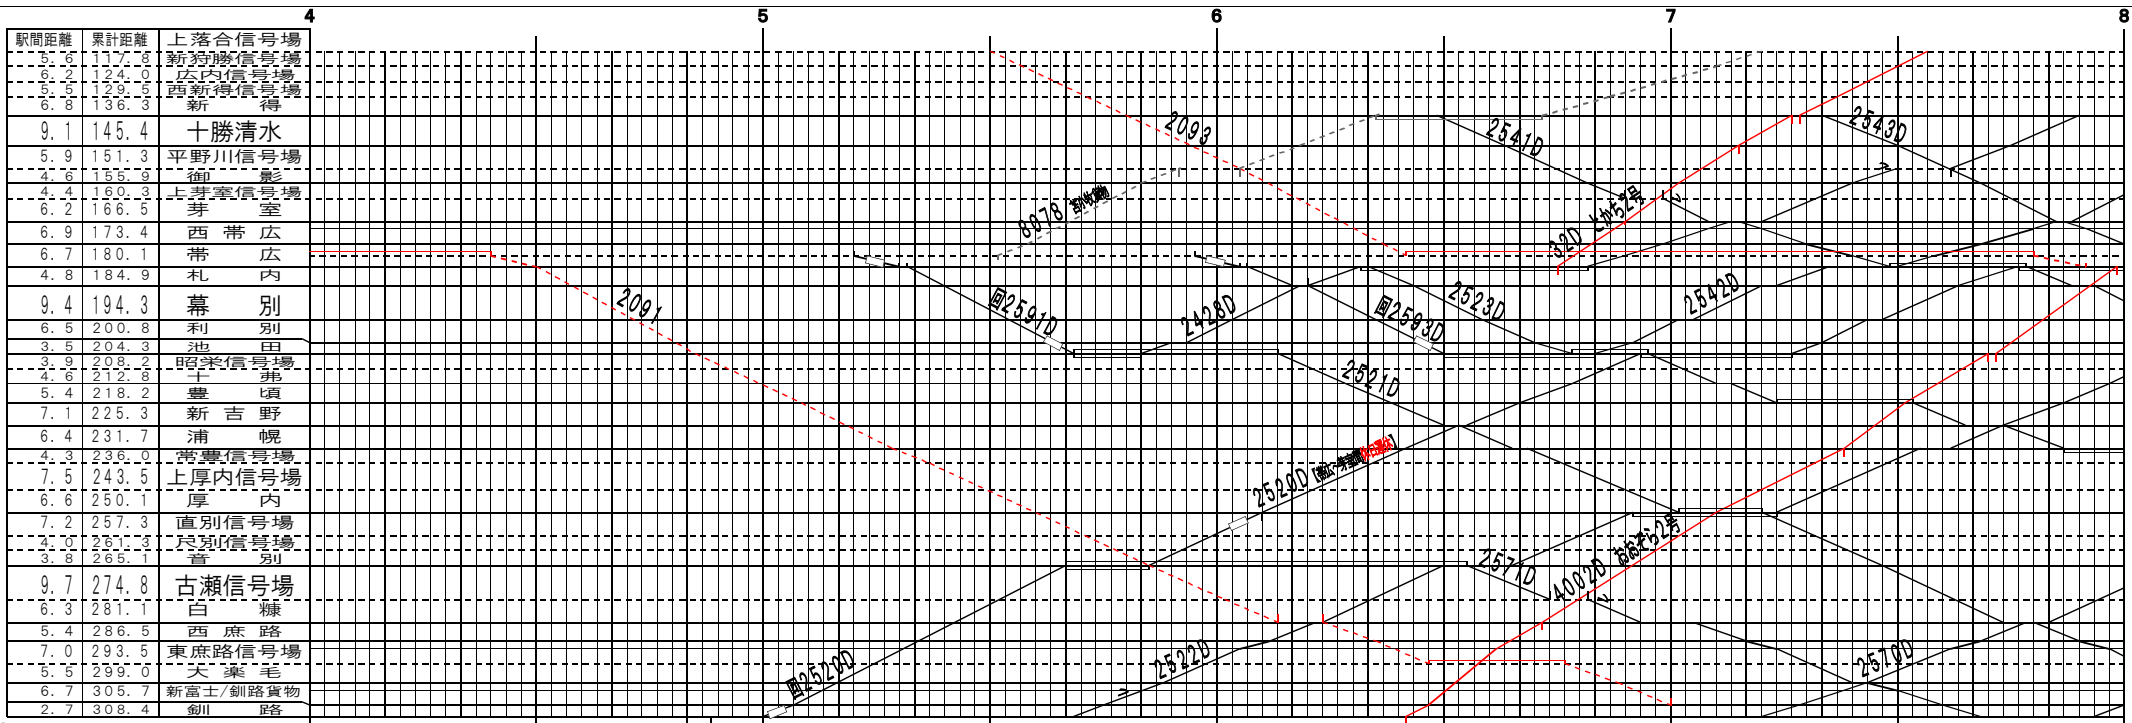 4 5 6 7 8
駅間距離 累計距離 上落合信号場
5.6 117.8 新狩勝信号場
6.2 124.0 広内信号場
5.5 129.5 西新得信号場
6.8 136.3 新 得
9.1 145.4 十勝清水
5.9 151.3 平野川信号場
4.6 155.9 御 影
4.4 160.3 上芽室信号場
6.2 166.5 芽 室
6.9 173.4 西帯広
6.7 180.1 帯 広
4.8 184.9 札 内
9.4 194.3 幕 別
6.5 200.8 利 別
3.5 204.3 池 田
3.9 208.2 昭栄信号場
4.6 212.8 十 弗
5.4 218.2 豊 頃
7.1 225.3 新吉野
6.4 231.7 浦 幌
4.3 236.0 常豊信号場
7.5 243.5 上厚内信号場
6.6 250.1 厚 内
7.2 257.3 直別信号場
4.0 261.3 尺別信号場
3.8 265.1 音 別
9.7 274.8 古瀬信号場
6.3 281.1 白 糠
5.4 286.5 西庶路
7.0 293.5 東庶路信号場
5.5 299.0 大楽毛
6.7 305.7 新富士/釧路貨物
2.7 308.4 釧 路
2093
2541D
2543D
8078
32D とかち2号
2091
回2591D
2428D
回2593D
2523D
2542D
2521D
2520D
2571D
4002D おおぞら2号
回2520D
2522D
2570D